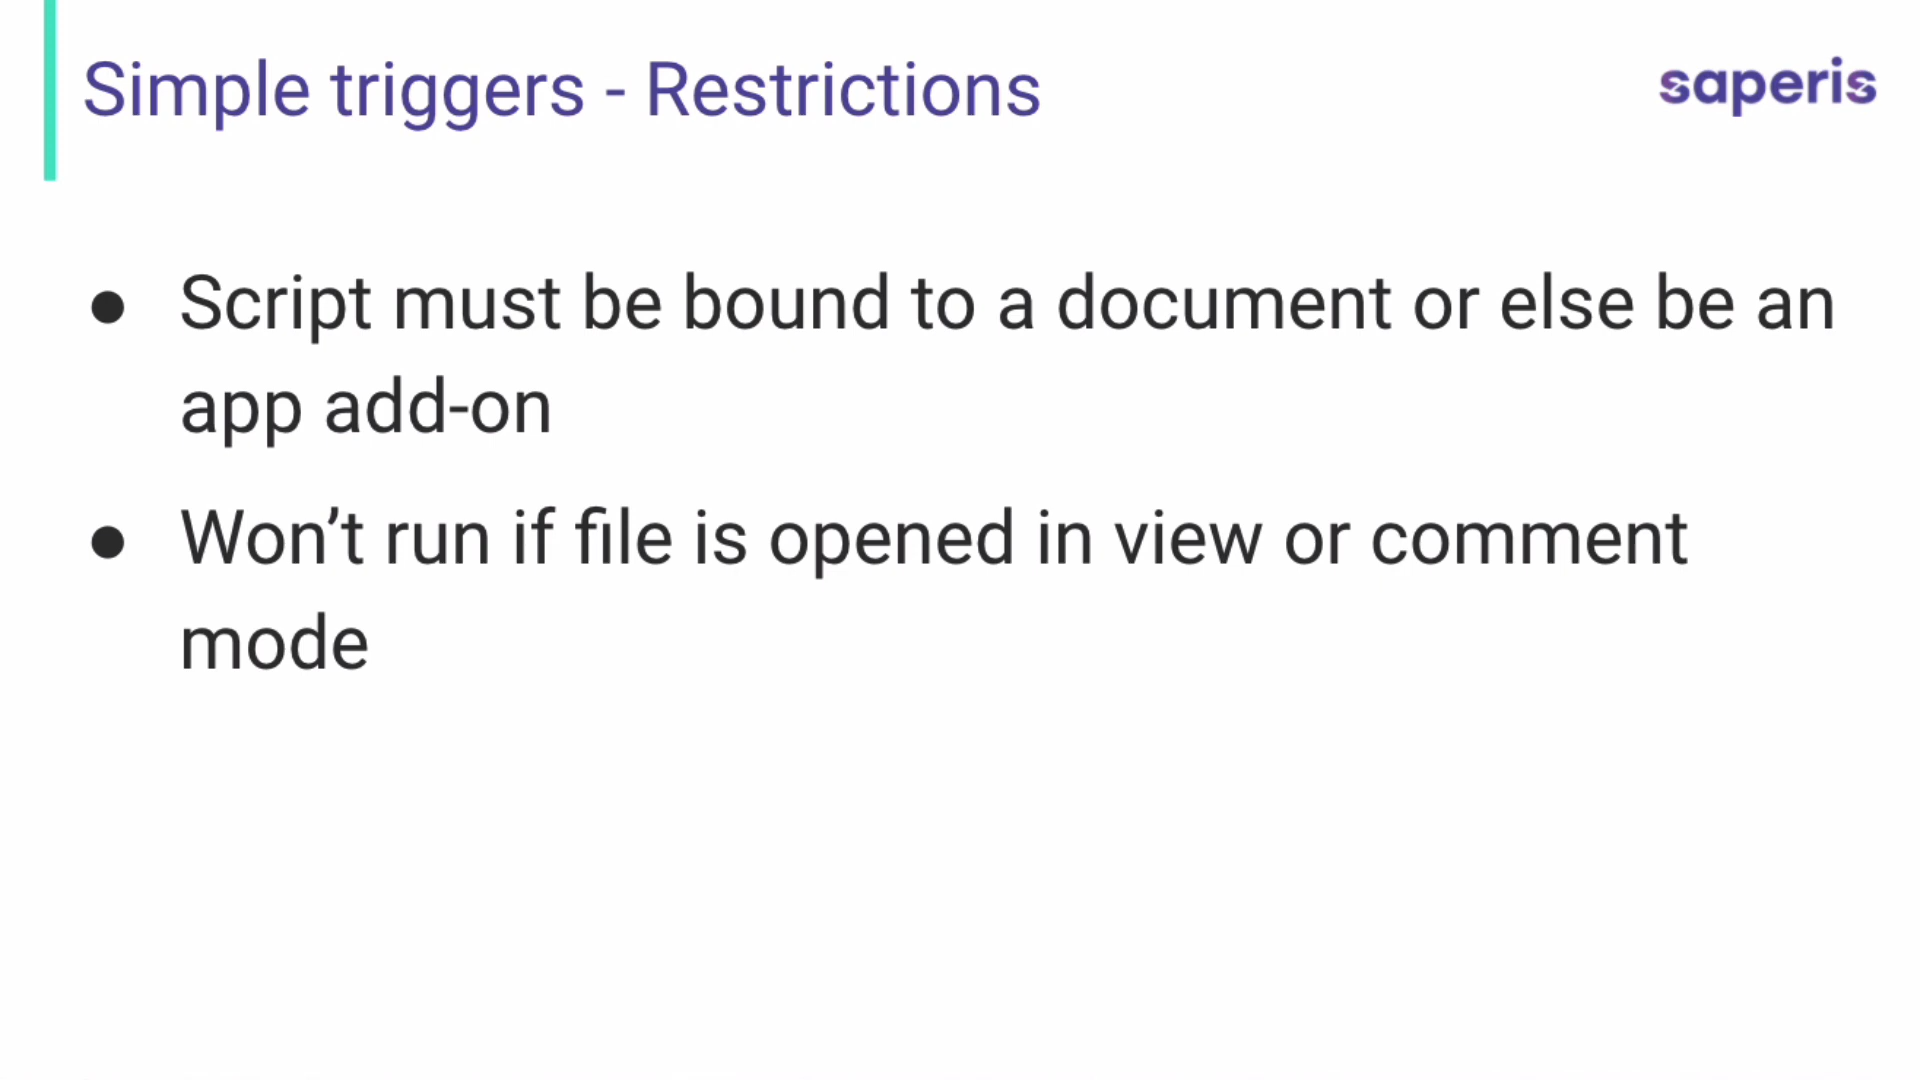 Simple triggers - Restrictions
saperis
● Script must be bound to a document or else be an
app add-on
● Won’t run if file is opened in view or comment
mode